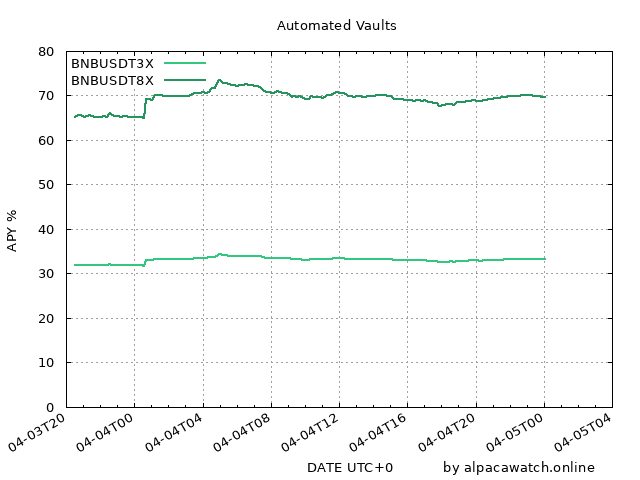 Automated Vaults
BNBUSDT3X
BNBUSDT8X
APY %
80
70
60
50
40
30
20
10
0
04-03T20
04-04T00
04-04T04
04-04T08
04-04T12
04-04T16
04-04T20
04-05T00
04-05T04
DATE UTC+0
by alpacawatch.online